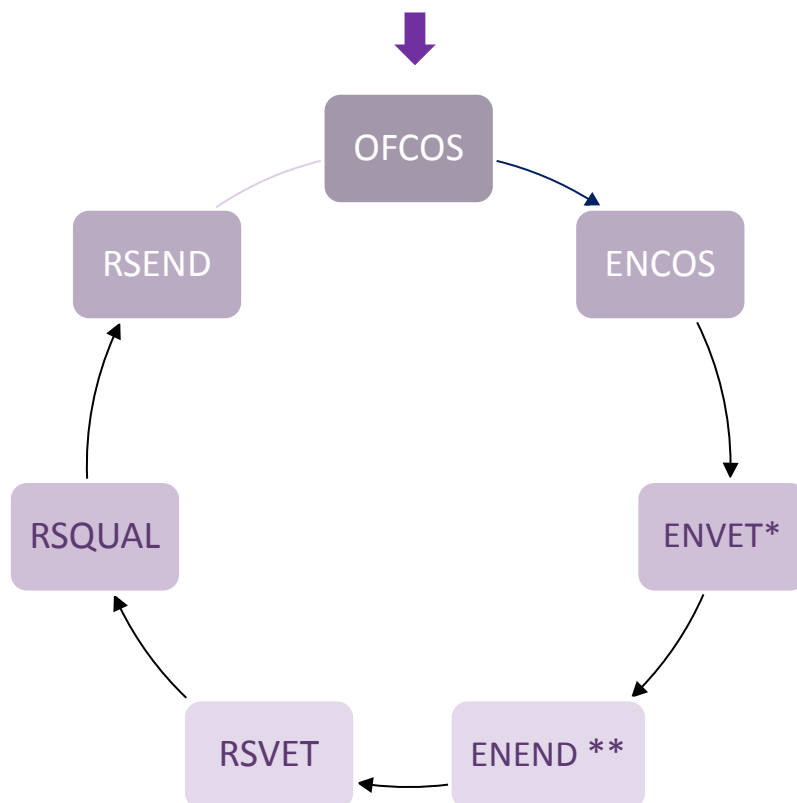 OFCOS
ENCOS
ENVET*
ENEND **
RSVET
RSQUAL
RSEND